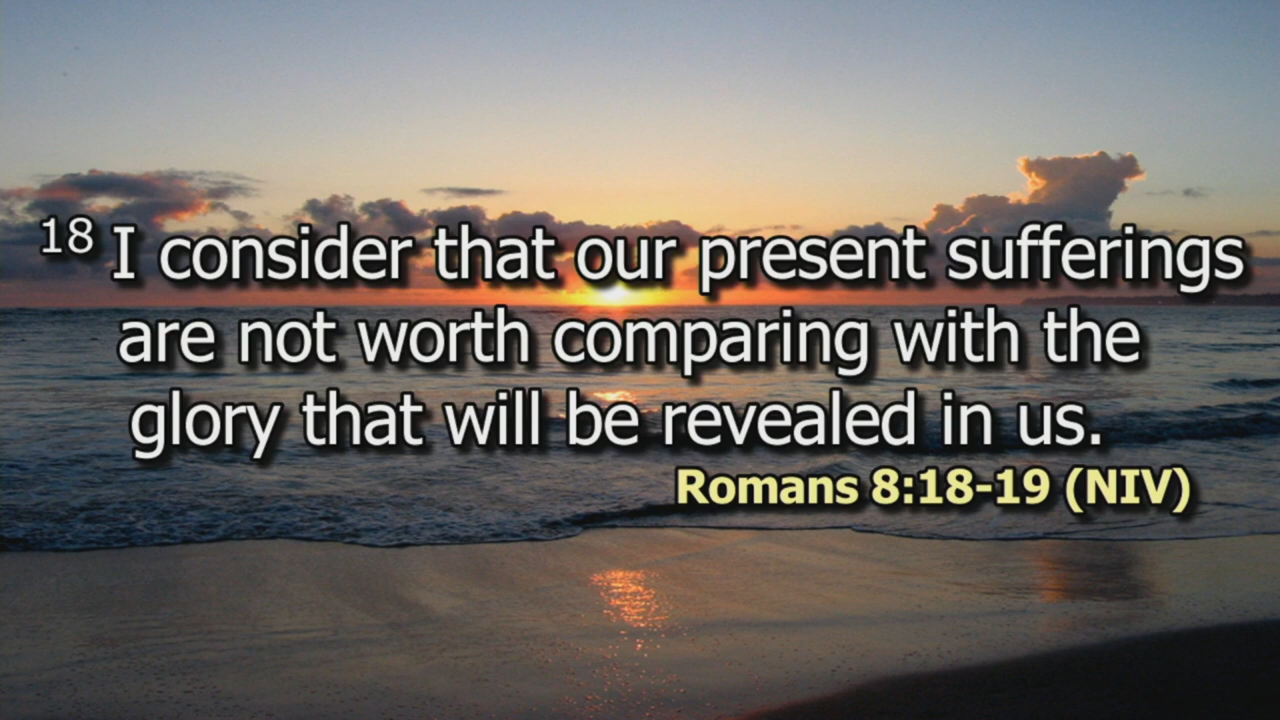 18 I consider that our present sufferings
are not worth comparing with the
glory that will be revealed in us.
Romans 8:18-19 (NIV)